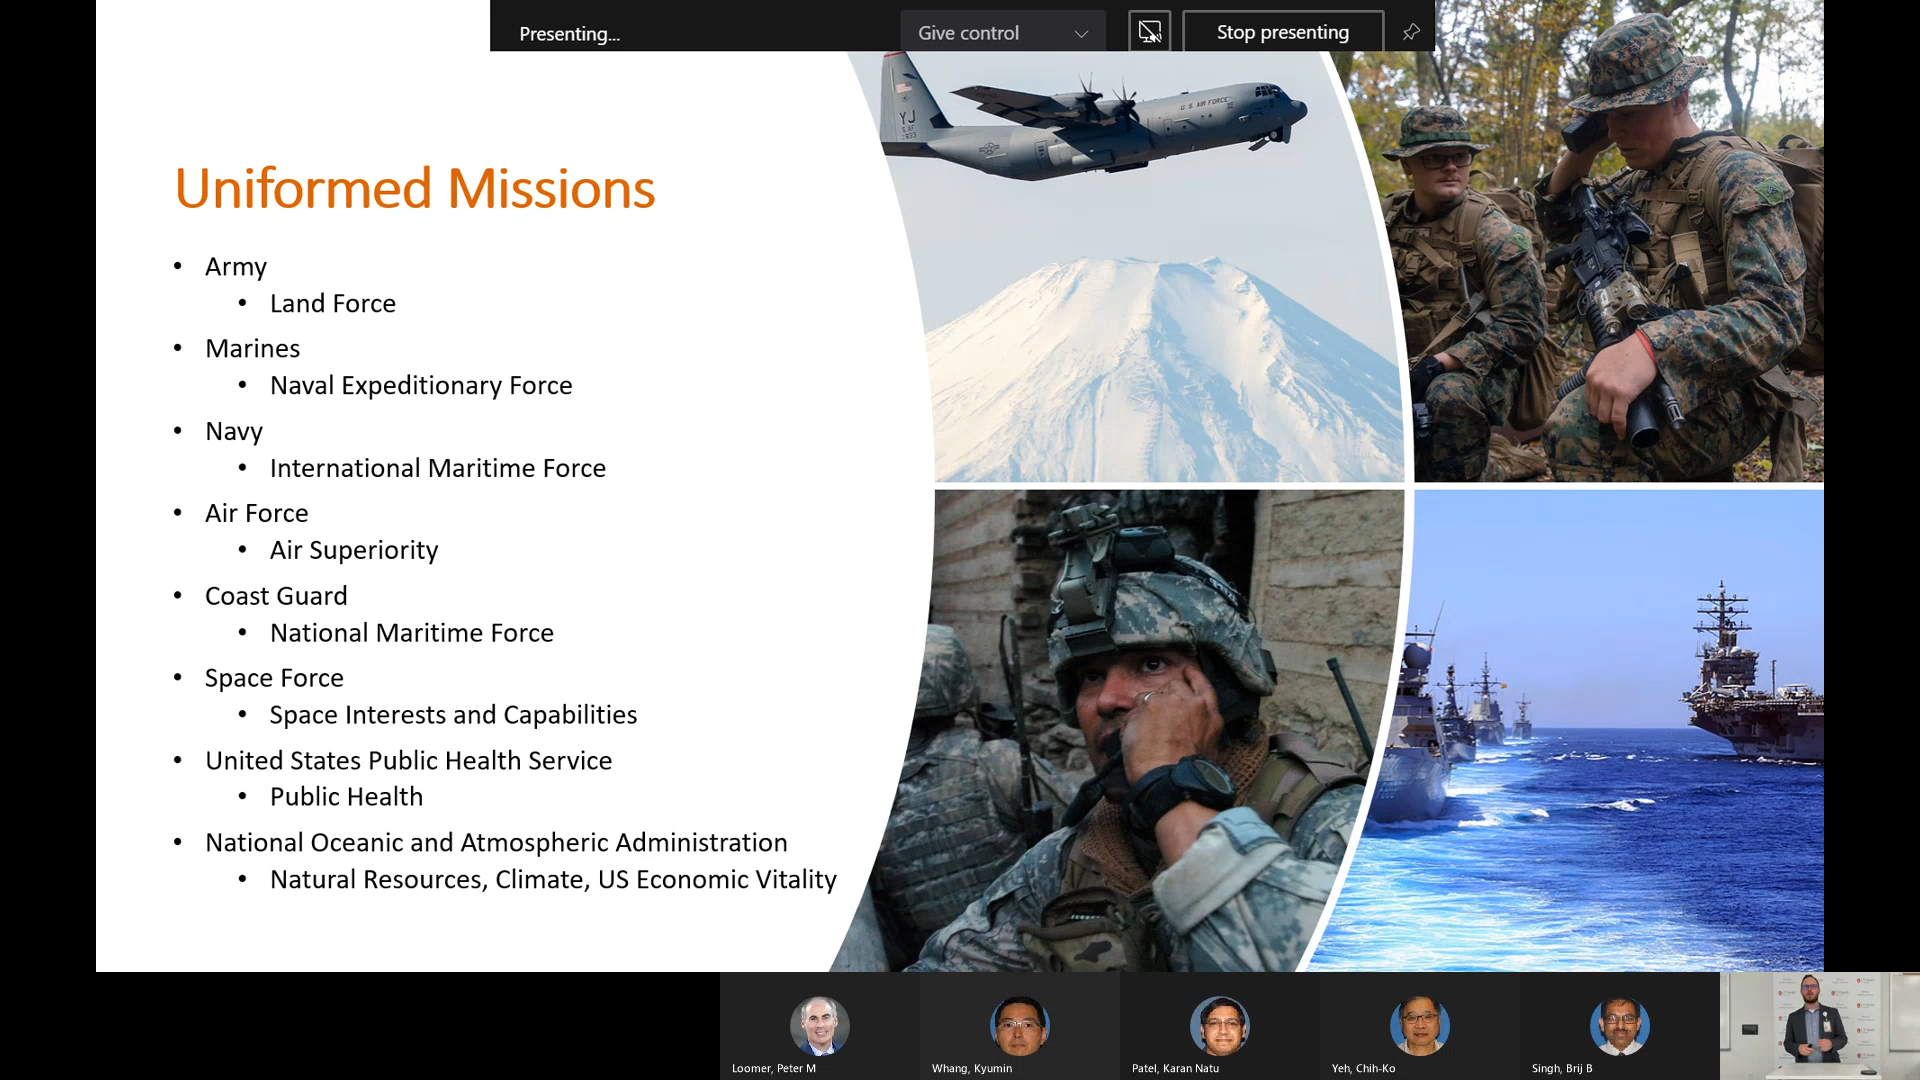 Presenting...
Give control
Stop presenting
Uniformed Missions
• Army
• Land Force
• Marines
• Naval Expeditionary Force
• Navy
• International Maritime Force
• Air Force
• Air Superiority
• Coast Guard
• National Maritime Force
• Space Force
• Space Interests and Capabilities
• United States Public Health Service
• Public Health
• National Oceanic and Atmospheric Administration
• Natural Resources, Climate, US Economic Vitality
U.S. AIR FORCE
YJ
Loomer, Peter M
Whang, Kyumin
Patel, Karan Natu
Yeh, Chih-Ko
Singh, Brij B